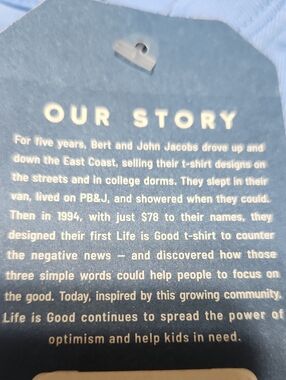 OUR STORY
For five years, Bert and John Jacobs drove up and
down the East Coast, selling their t-shirt designs on
the streets and in college dorms. They slept in their
van, lived on PB&J, and showered when they could.
Then in 1994, with just $78 to their names, they
designed their first Life is Good t-shirt to counter
the negative news — and discovered how those
three simple words could help people to focus on
the good. Today, inspired by this growing community,
Life is Good continues to spread the power of
optimism and help kids in need.